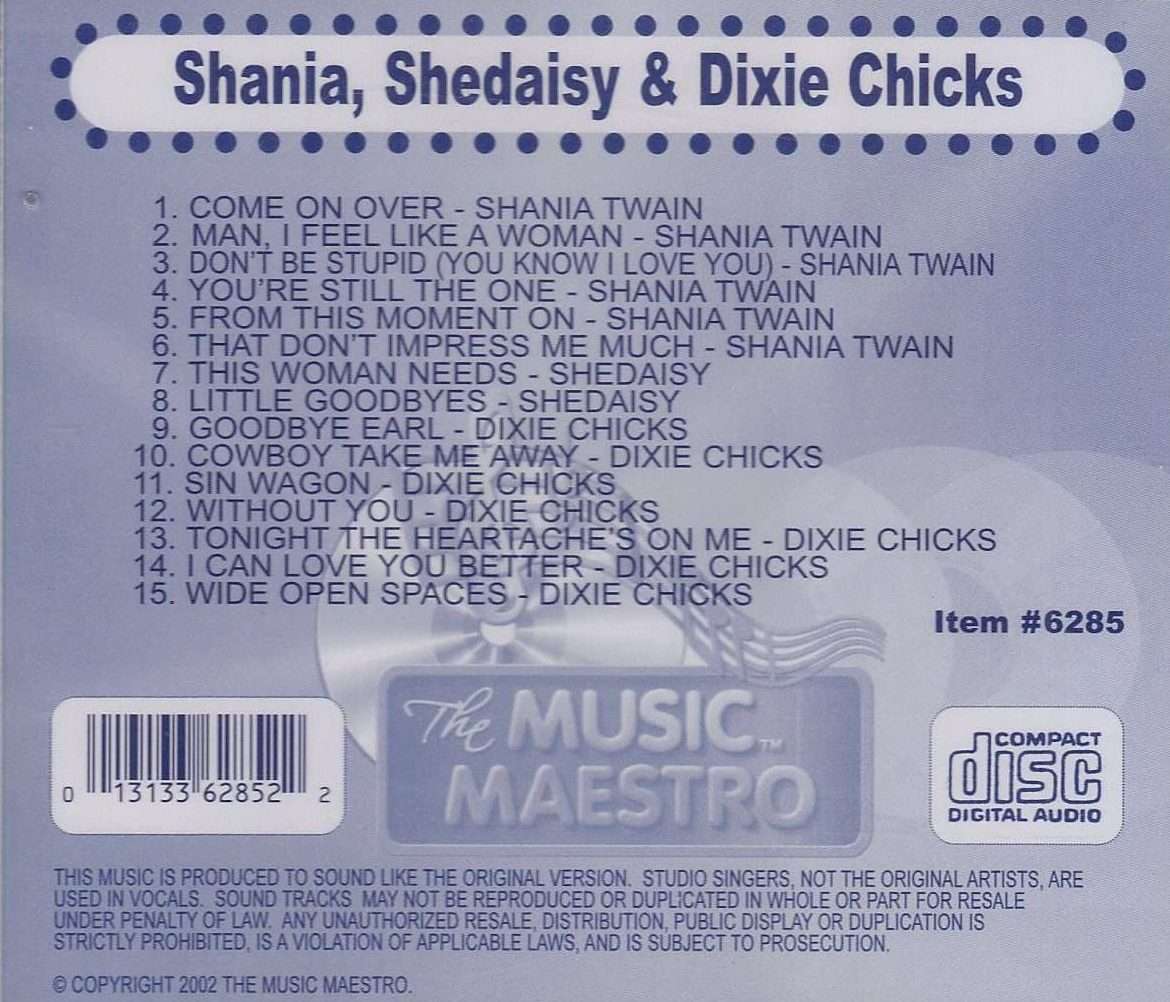 Shania, Shedaisy & Dixie Chicks
1. COME ON OVER - SHANIA TWAIN
2. MAN, I FEEL LIKE A WOMAN - SHANIA TWAIN
3. DON'T BE STUPID (YOU KNOW I LOVE YOU) - SHANIA TWAIN
4. YOU'RE STILL THE ONE - SHANIA TWAIN
5. FROM THIS MOMENT ON - SHANIA TWAIN
6. THAT DON'T IMPRESS ME MUCH - SHANIA TWAIN
7. THIS WOMAN NEEDS - SHEDAISY
8. LITTLE GOODBYES - SHEDAISY
9. GOODBYE EARL - DIXIE CHICKS
10. COWBOY TAKE ME AWAY - DIXIE CHICKS
11. SIN WAGON - DIXIE CHICKS
12. WITHOUT YOU - DIXIE CHICKS
13. TONIGHT THE HEARTACHE'S ON ME - DIXIE CHICKS
14. I CAN LOVE YOU BETTER - DIXIE CHICKS
15. WIDE OPEN SPACES - DIXIE CHICKS
Item #6285
The MUSIC TM
MAESTRO
0 13133 62852 2
COMPACT
disc
DIGITAL AUDIO
THIS MUSIC IS PRODUCED TO SOUND LIKE THE ORIGINAL VERSION. STUDIO SINGERS, NOT THE ORIGINAL ARTISTS, ARE
USED IN VOCALS. SOUND TRACKS MAY NOT BE REPRODUCED OR DUPLICATED IN WHOLE OR PART FOR RESALE
UNDER PENALTY OF LAW. ANY UNAUTHORIZED RESALE, DISTRIBUTION, PUBLIC DISPLAY OR DUPLICATION IS
STRICTLY PROHIBITED, IS A VIOLATION OF APPLICABLE LAWS, AND IS SUBJECT TO PROSECUTION.
© COPYRIGHT 2002 THE MUSIC MAESTRO.